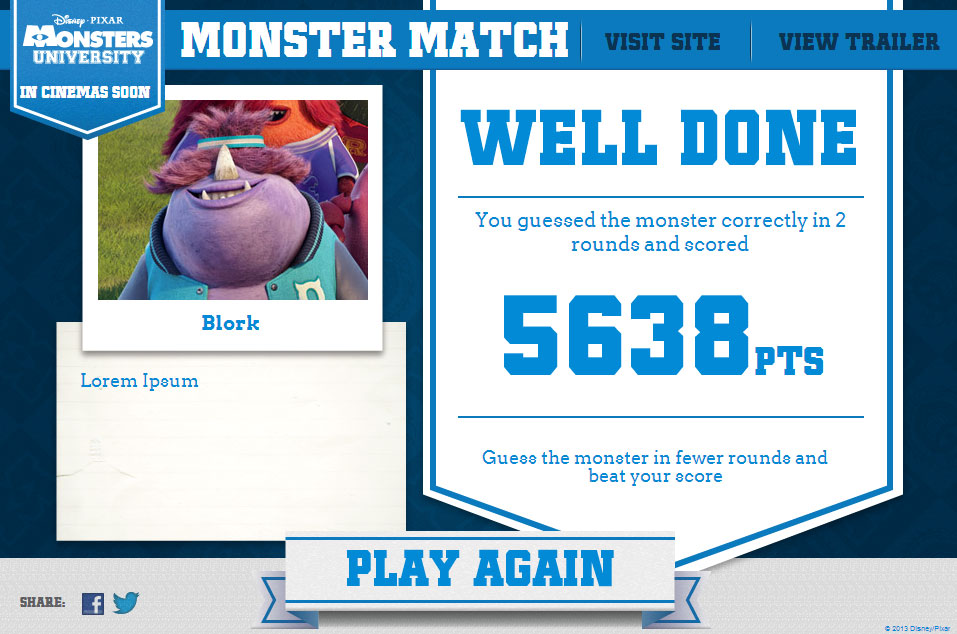 Disney·PIXAR
MONSTERS
UNIVERSITY
IN CINEMAS SOON
MONSTER MATCH
VISIT SITE
VIEW TRAILER
Blork
Lorem Ipsum
WELL DONE
You guessed the monster correctly in 2
rounds and scored
5638PTS
Guess the monster in fewer rounds and
beat your score
PLAY AGAIN
SHARE:
© 2013 Disney/Pixar